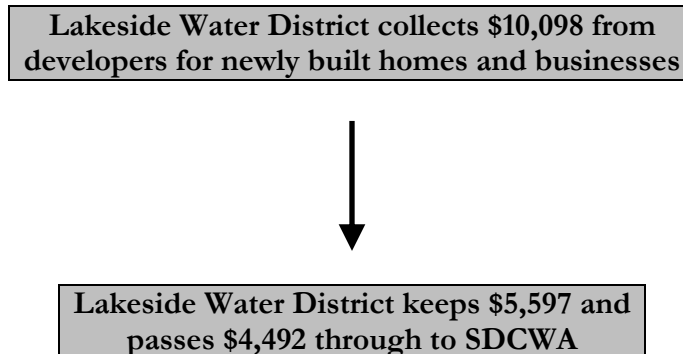 Lakeside Water District collects $10,098 from
developers for newly built homes and businesses
Lakeside Water District keeps $5,597 and
passes $4,492 through to SDCWA